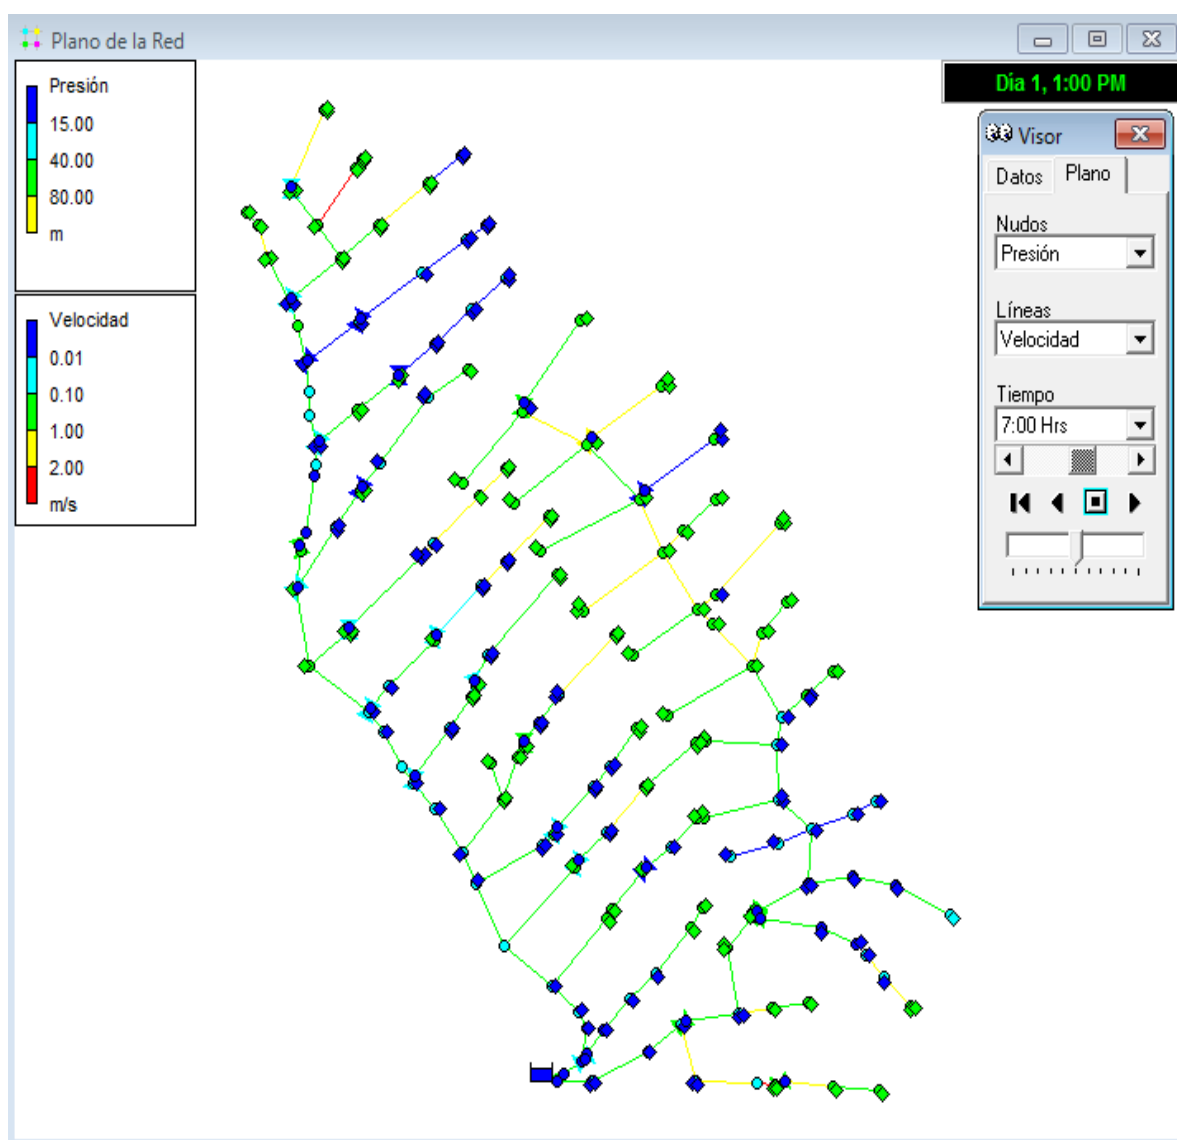 Plano de la Red
Presión
15.00
40.00
80.00
m
Velocidad
0.01
0.10
1.00
2.00
m/s
Día 1, 1:00 PM
Visor
Datos
Plano
Nudos
Presión
Líneas
Velocidad
Tiempo
7:00 Hrs